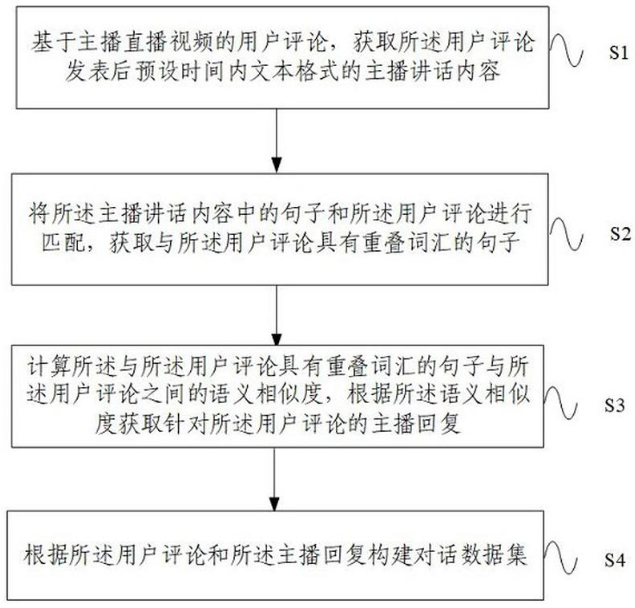 基于主播直播视频的用户评论，获取所述用户评论
发表后预设时间内文本格式的主播讲话内容
S1
将所述主播讲话内容中的句子和所述用户评论进行
匹配，获取与所述用户评论具有重叠词汇的句子
S2
计算所述与所述用户评论具有重叠词汇的句子与所
述用户评论之间的语义相似度，根据所述语义相似
度获取针对所述用户评论的主播回复
S3
根据所述用户评论和所述主播回复构建对话数据集
S4